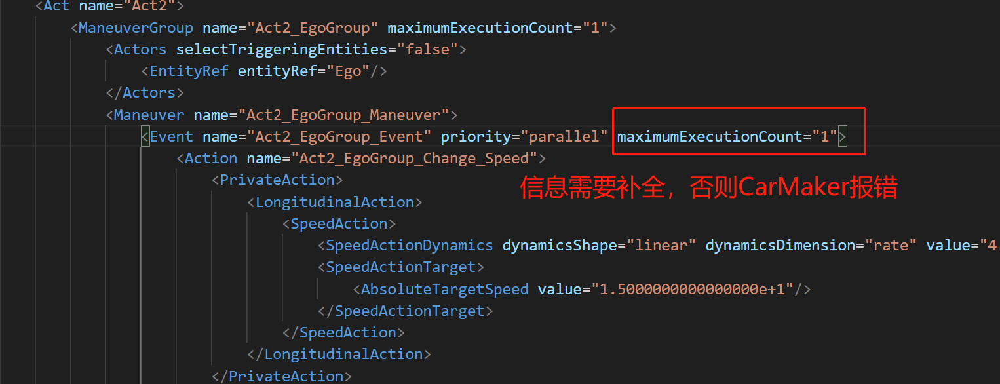 <Act name="Act2">
<ManeuverGroup name="Act2_EgoGroup" maximumExecutionCount="1">
<Actors selectTriggeringEntities="false">
<EntityRef entityRef="Ego"/>
</Actors>
<Maneuver name="Act2_EgoGroup_Maneuver">
<Event name="Act2_EgoGroup_Event" priority="parallel" maximumExecutionCount="1">
<Action name="Act2_EgoGroup_Change_Speed">
<PrivateAction>
信息需要补全，否则CarMaker报错
<LongitudinalAction>
<SpeedAction>
<SpeedActionDynamics dynamicsShape="linear" dynamicsDimension="rate" value="4
<SpeedActionTarget>
<AbsoluteTargetSpeed value="1.5000000000000000e+1"/>
</SpeedActionTarget>
</SpeedAction>
</LongitudinalAction>
</PrivateAction>